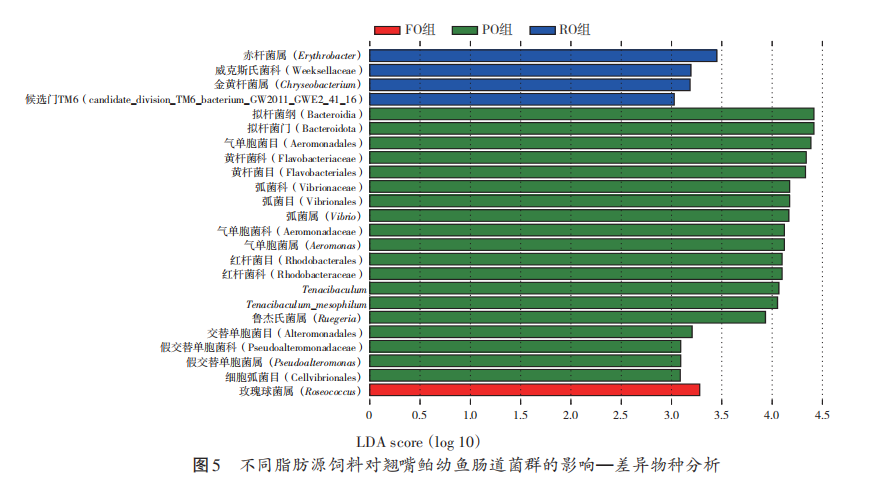 FO组 PO组 RO组
赤杆菌属（Erythrobacter）
威克斯氏菌科（Weeksellaceae）
金黄杆菌属（Chryseobacterium）
候选门TM6（candidate_division_TM6_bacterium_GW2011_GWE2_41_16）
拟杆菌纲（Bacteroidia）
拟杆菌门（Bacteroidota）
气单胞菌目（Aeromonadales）
黄杆菌科（Flavobacteriaceae）
黄杆菌目（Flavobacteriales）
弧菌科（Vibrionaceae）
弧菌目（Vibrionales）
弧菌属（Vibrio）
气单胞菌科（Aeromonadaceae）
气单胞菌属（Aeromonas）
红杆菌目（Rhodobacterales）
红杆菌科（Rhodobacteraceae）
Tenacibaculum
Tenacibaculum_mesophilum
鲁杰氏菌属（Ruegeria）
交替单胞菌目（Alteromonadales）
假交替单胞菌科（Pseudoalteromonadaceae）
假交替单胞菌属（Pseudoalteromonas）
细胞弧菌目（Cellvibrionales）
玫瑰球菌属（Roseococcus）
0 0.5 1.0 1.5 2.0 2.5 3.0 3.5 4.0 4.5
LDA score（log 10）
图5 不同脂肪源饲料对翘嘴鲌幼鱼肠道菌群的影响—差异物种分析